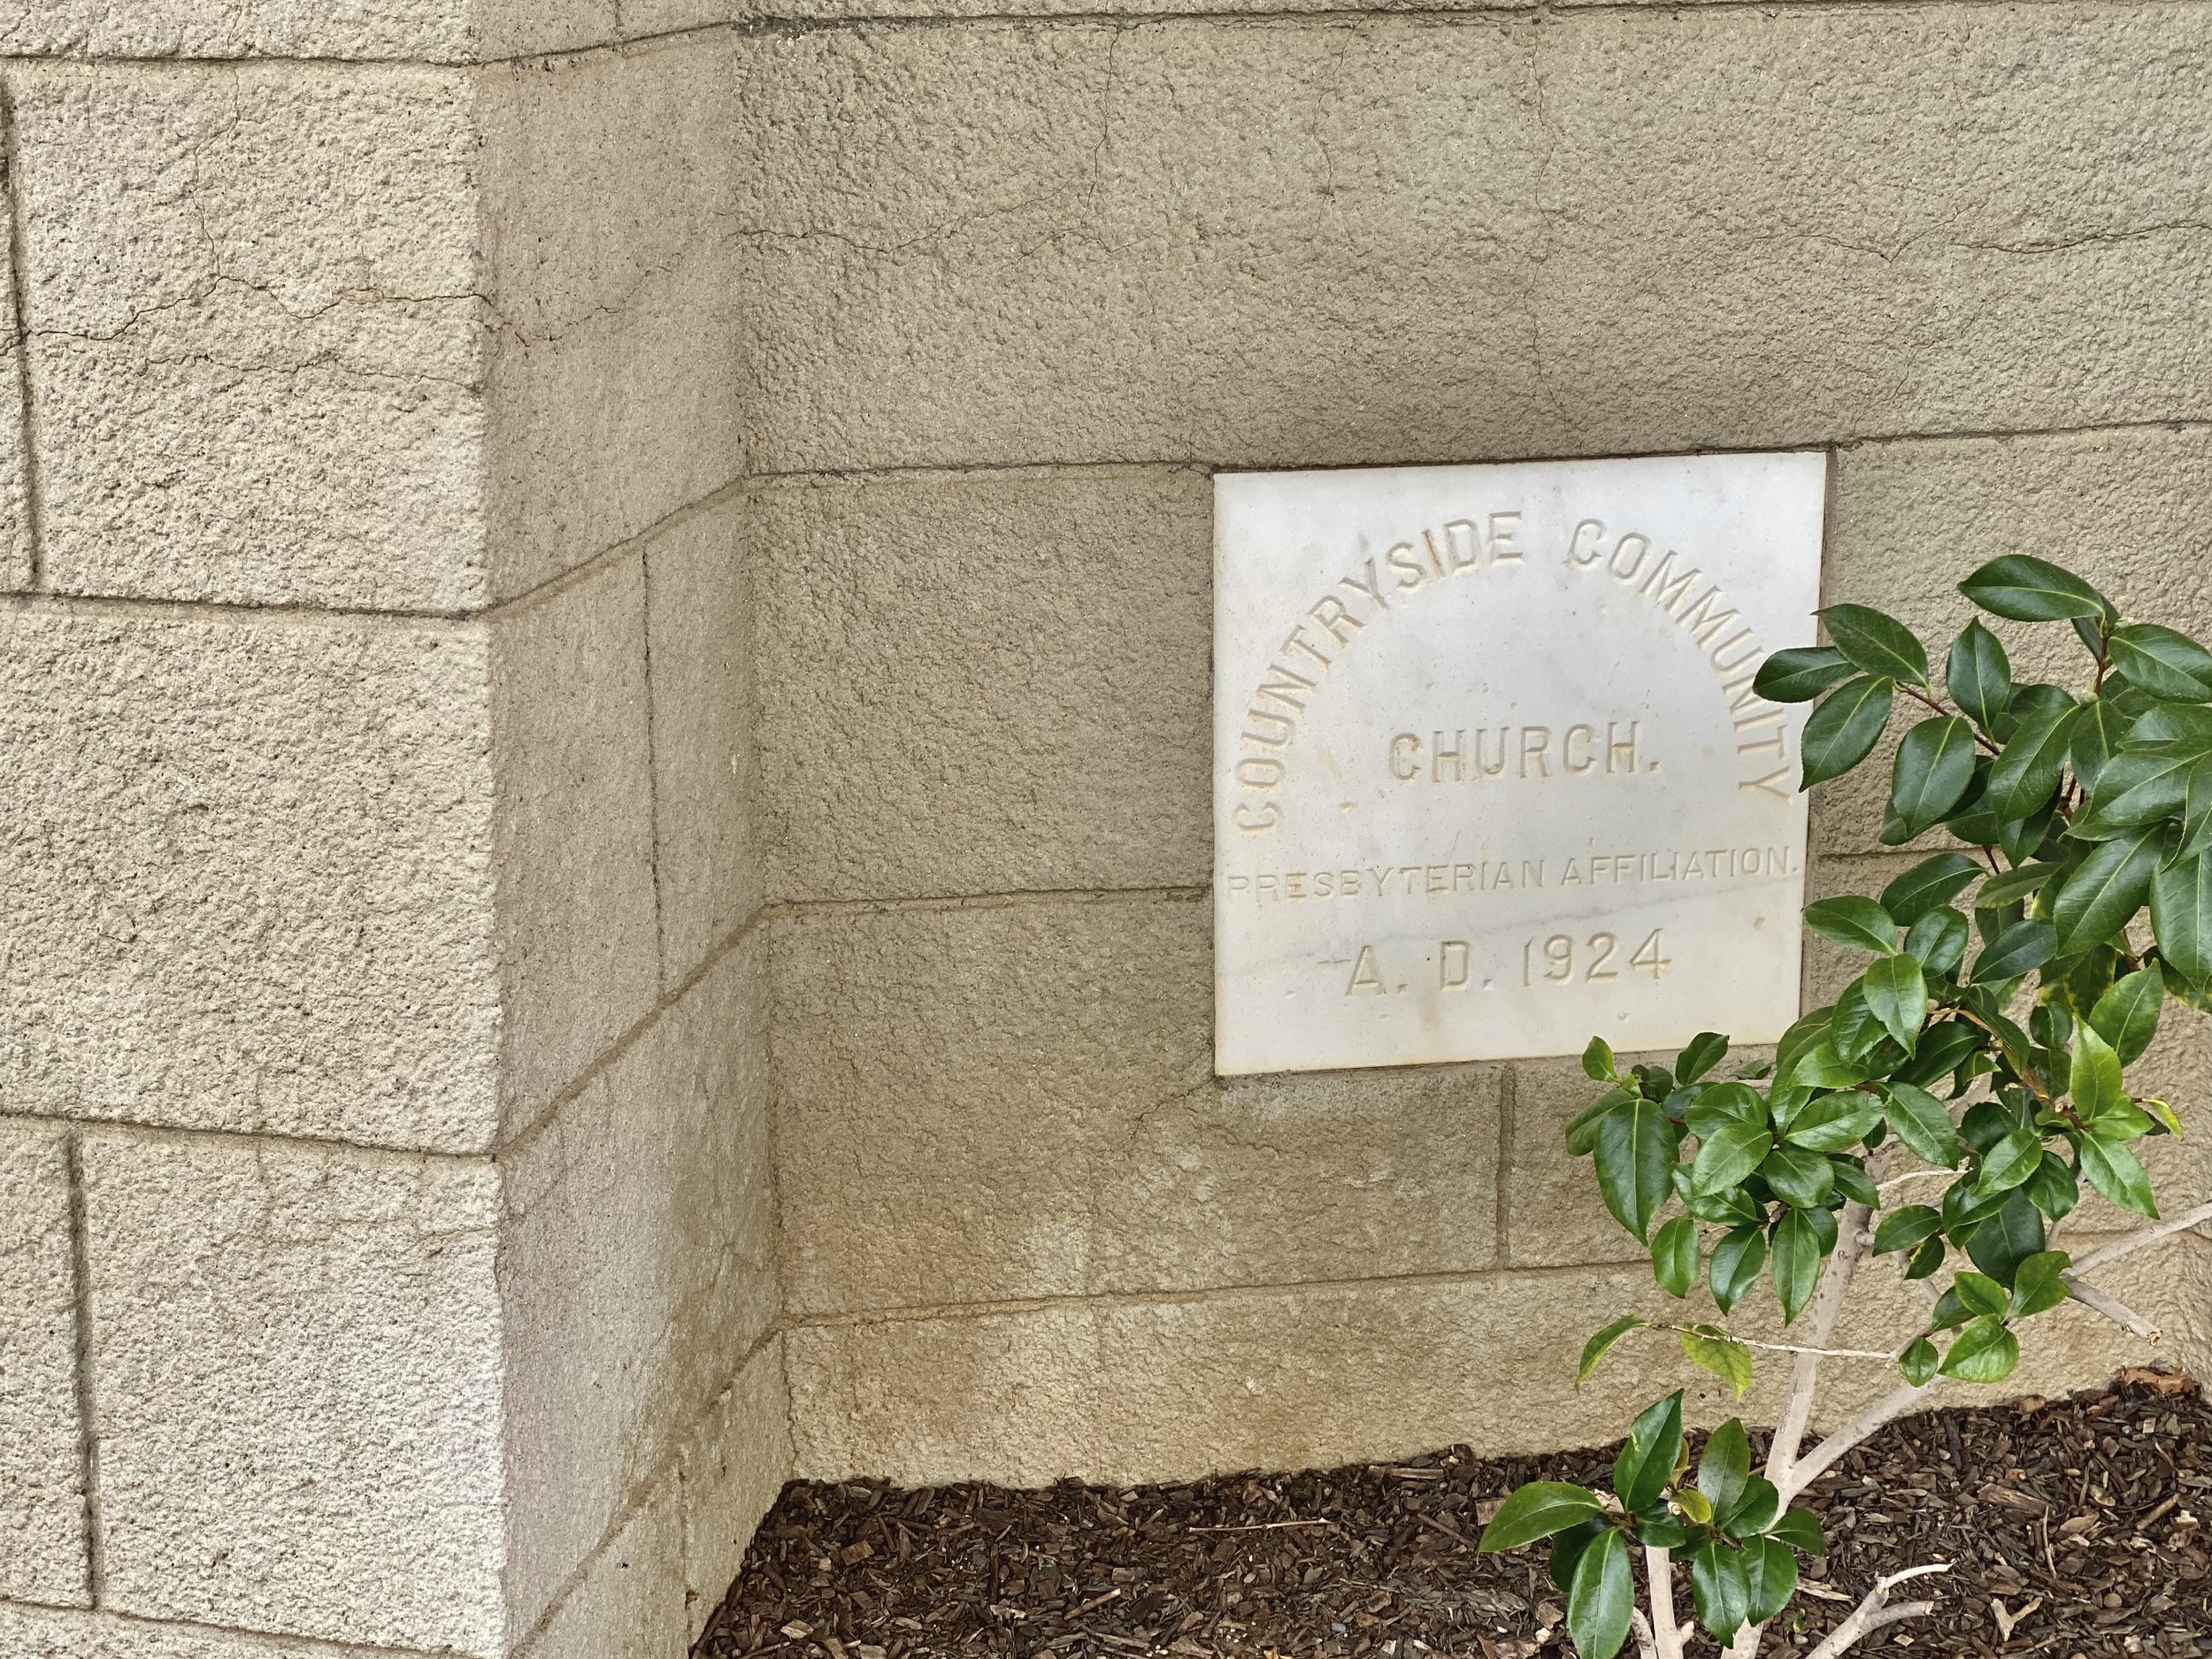 COUNTRYSIDE COMMUNITY
CHURCH.
PRESBYTERIAN AFFILIATION.
A. D. 1924